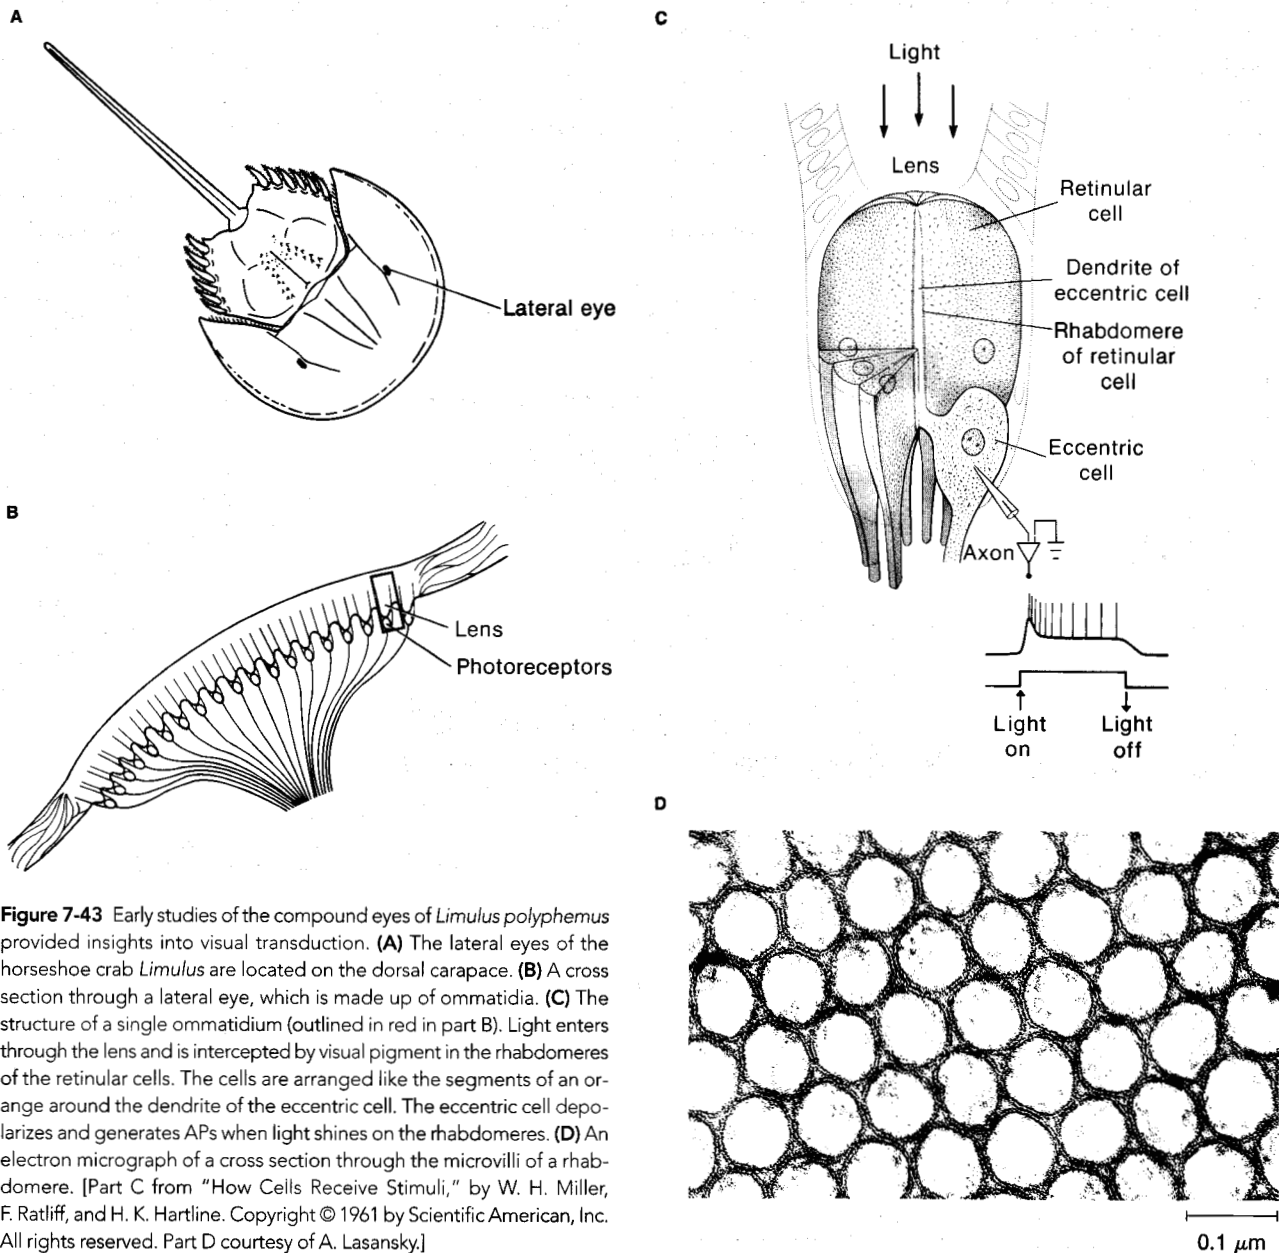 A
Lateral eye
B
Lens
Photoreceptors
C
Light
Lens
Retinular
cell
Dendrite of
eccentric cell
Rhabdomere
of retinular
cell
Eccentric
cell
Axon
Light
on
Light
off
D
0.1 μm
Figure 7-43 Early studies of the compound eyes of Limulus polyphemus
provided insights into visual transduction. (A) The lateral eyes of the
horseshoe crab Limulus are located on the dorsal carapace. (B) A cross
section through a lateral eye, which is made up of ommatidia. (C) The
structure of a single ommatidium (outlined in red in part B). Light enters
through the lens and is intercepted by visual pigment in the rhabdomeres
of the retinular cells. The cells are arranged like the segments of an or-
ange around the dendrite of the eccentric cell. The eccentric cell depo-
larizes and generates APs when light shines on the rhabdomeres. (D) An
electron micrograph of a cross section through the microvilli of a rhab-
domere. [Part C from "How Cells Receive Stimuli," by W. H. Miller,
F. Ratliff, and H. K. Hartline. Copyright © 1961 by Scientific American, Inc.
All rights reserved. Part D courtesy of A. Lasansky.]